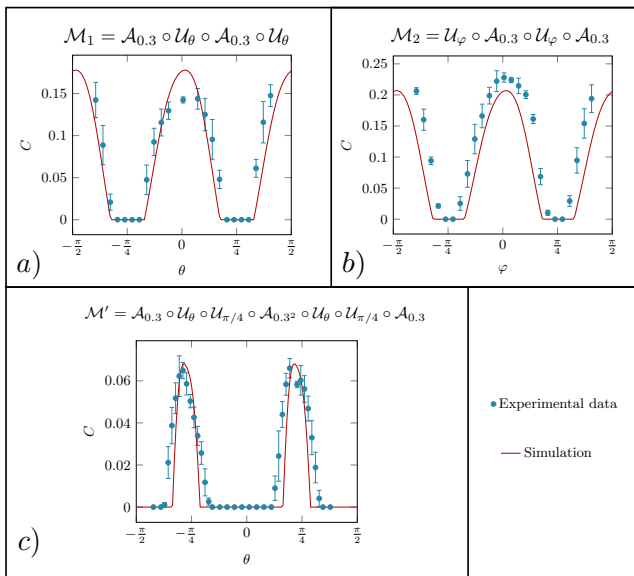 ℳ₁ = 𝒜₀.₃ ∘ 𝒰_θ ∘ 𝒜₀.₃ ∘ 𝒰_θ
C
0.15
0.1
0.05
0
−π/2
−π/4
0
π/4
π/2
θ
a)
ℳ₂ = 𝒰_φ ∘ 𝒜₀.₃ ∘ 𝒰_φ ∘ 𝒜₀.₃
C
0.25
0.2
0.15
0.1
0.05
0
−π/2
−π/4
0
π/4
π/2
φ
b)
ℳ′ = 𝒜₀.₃ ∘ 𝒰_θ ∘ 𝒰_π/4 ∘ 𝒜_0.3² ∘ 𝒰_θ ∘ 𝒰_π/4 ∘ 𝒜₀.₃
C
0.06
0.04
0.02
0
−π/2
−π/4
0
π/4
π/2
θ
c)
Experimental data
Simulation